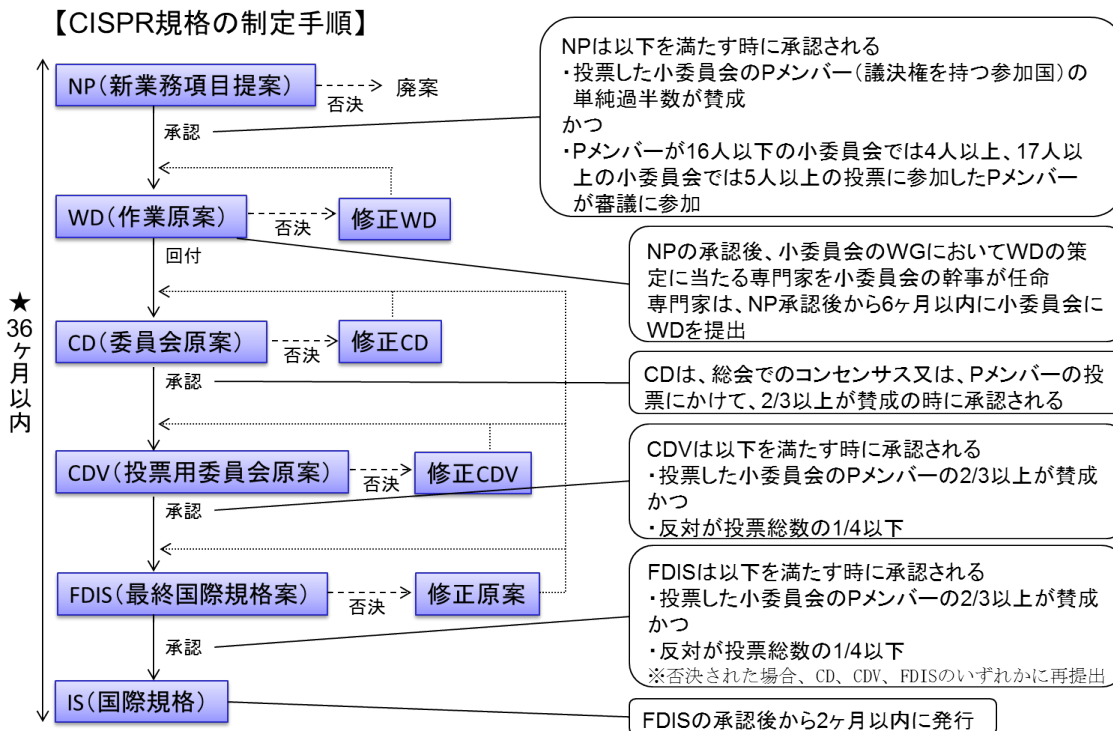 【CISPR規格の制定手順】
NP(新業務項目提案)
否決
廃案
承認
NPは以下を満たす時に承認される
・投票した小委員会のPメンバー(議決権を持つ参加国)の
単純過半数が賛成
かつ
・Pメンバーが16人以下の小委員会では4人以上、17人以
上の小委員会では5人以上の投票に参加したPメンバー
が審議に参加
WD(作業原案)
否決
修正WD
回付
NPの承認後、小委員会のWGにおいてWDの策
定に当たる専門家を小委員会の幹事が任命
専門家は、NP承認後から6ヶ月以内に小委員会に
WDを提出
★36ヶ月以内
CD(委員会原案)
否決
修正CD
承認
CDは、総会でのコンセンサス又は、Pメンバーの投
票にかけて、2/3以上が賛成の時に承認される
CDV(投票用委員会原案)
否決
修正CDV
承認
CDVは以下を満たす時に承認される
・投票した小委員会のPメンバーの2/3以上が賛成
かつ
・反対が投票総数の1/4以下
FDIS(最終国際規格案)
否決
修正原案
承認
FDISは以下を満たす時に承認される
・投票した小委員会のPメンバーの2/3以上が賛成
かつ
・反対が投票総数の1/4以下
※否決された場合、CD、CDV、FDISのいずれかに再提出
IS(国際規格)
FDISの承認後から2ヶ月以内に発行